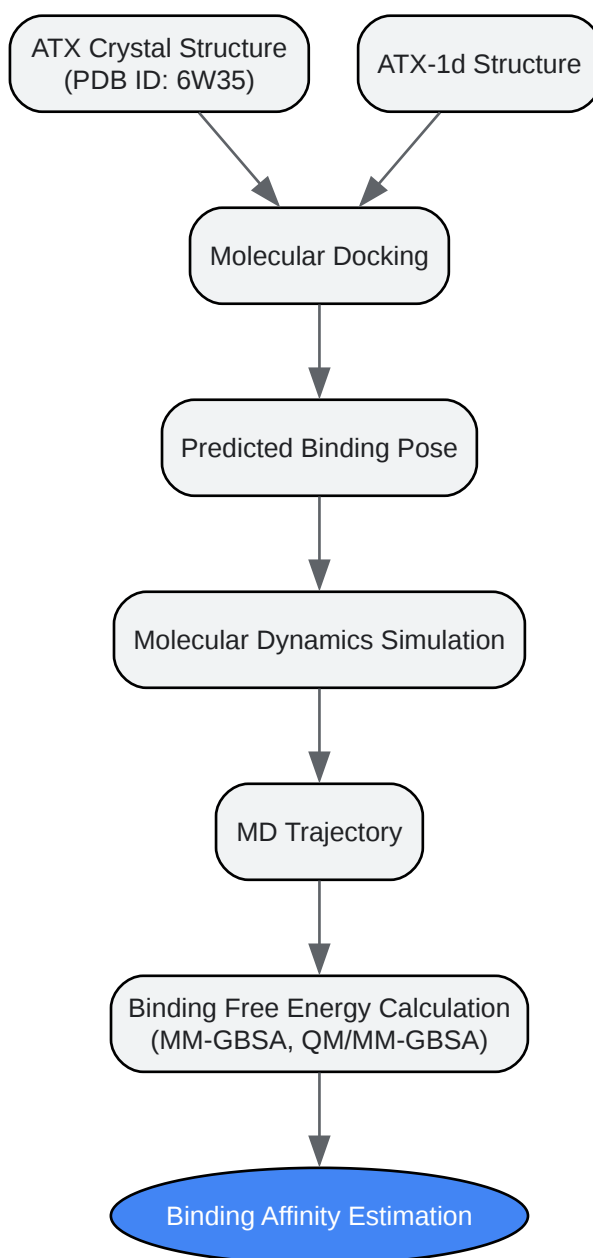 ATX Crystal Structure
(PDB ID: 6W35)
ATX-1d Structure
Molecular Docking
Predicted Binding Pose
Molecular Dynamics Simulation
MD Trajectory
Binding Free Energy Calculation
(MM-GBSA, QM/MM-GBSA)
Binding Affinity Estimation